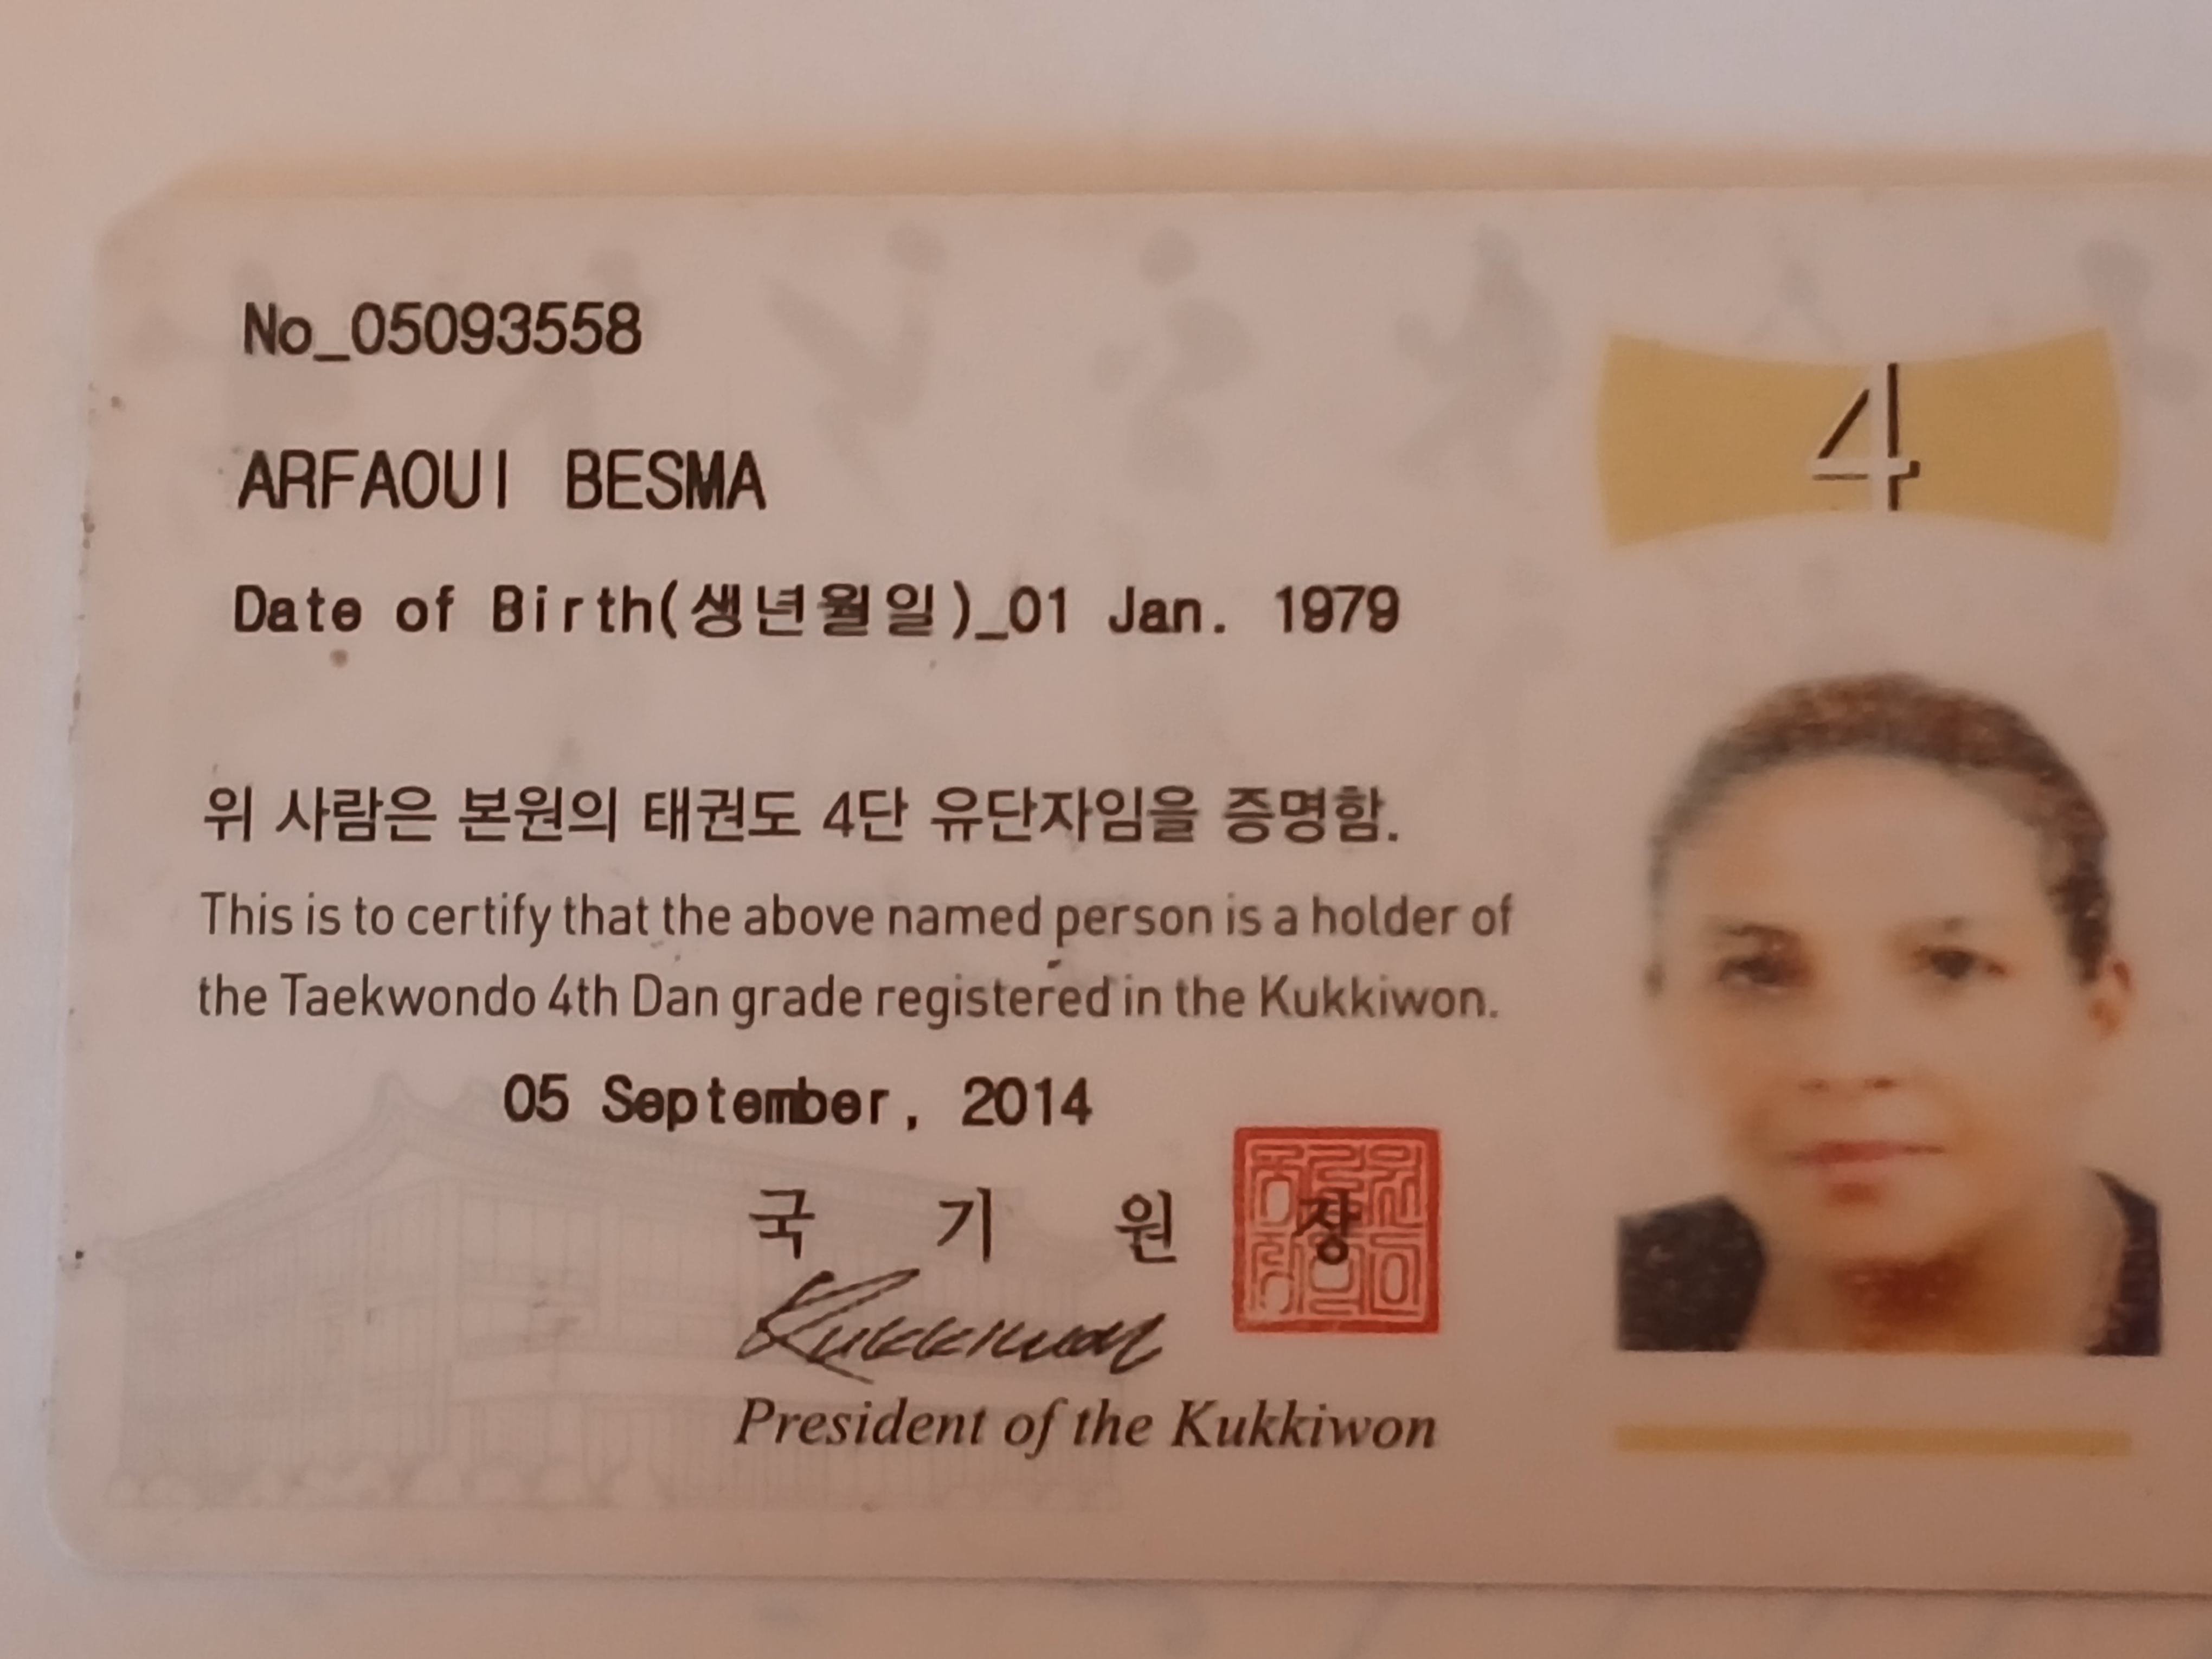 No_05093558
4
ARFAOUI BESMA
Date of Birth(생년월일)_01 Jan. 1979
위 사람은 본원의 태권도 4단 유단자임을 증명함.
This is to certify that the above named person is a holder of
the Taekwondo 4th Dan grade registered in the Kukkiwon.
05 September, 2014
국 기 원 장
Kukkiwon
President of the Kukkiwon